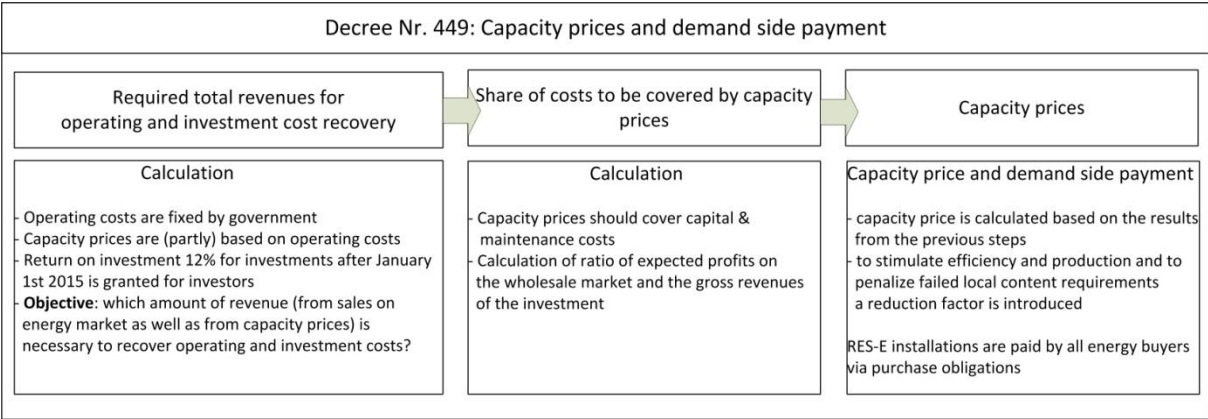 Decree Nr. 449: Capacity prices and demand side payment
Required total revenues for
operating and investment cost recovery
Share of costs to be covered by capacity
prices
Capacity prices
Calculation
- Operating costs are fixed by government
- Capacity prices are (partly) based on operating costs
- Return on investment 12% for investments after January
1st 2015 is granted for investors
- Objective: which amount of revenue (from sales on
energy market as well as from capacity prices) is
necessary to recover operating and investment costs?
Calculation
- Capacity prices should cover capital &
maintenance costs
- Calculation of ratio of expected profits on
the wholesale market and the gross revenues
of the investment
Capacity price and demand side payment
- capacity price is calculated based on the results
from the previous steps
- to stimulate efficiency and production and to
penalize failed local content requirements
a reduction factor is introduced
RES-E installations are paid by all energy buyers
via purchase obligations